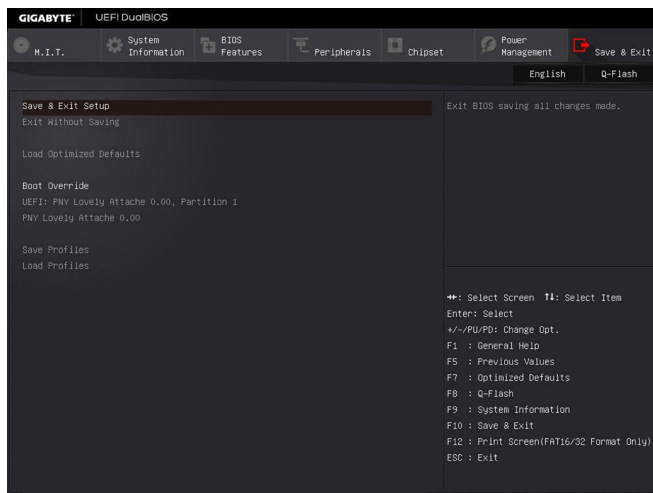 GIGABYTE™ UEFI DualBIOS
M.I.T.
System Information
BIOS Features
Peripherals
Chipset
Power Management
Save & Exit
English
Q-Flash
Save & Exit Setup
Exit Without Saving
Load Optimized Defaults
Boot Override
UEFI: PNY Lovely Attache 0.00, Partition 1
PNY Lovely Attache 0.00
Save Profiles
Load Profiles
Exit BIOS saving all changes made.
→←: Select Screen ↑↓: Select Item
Enter: Select
+/-/PU/PD: Change Opt.
F1 : General Help
F5 : Previous Values
F7 : Optimized Defaults
F8 : Q-Flash
F9 : System Information
F10 : Save & Exit
F12 : Print Screen(FAT16/32 Format Only)
ESC : Exit